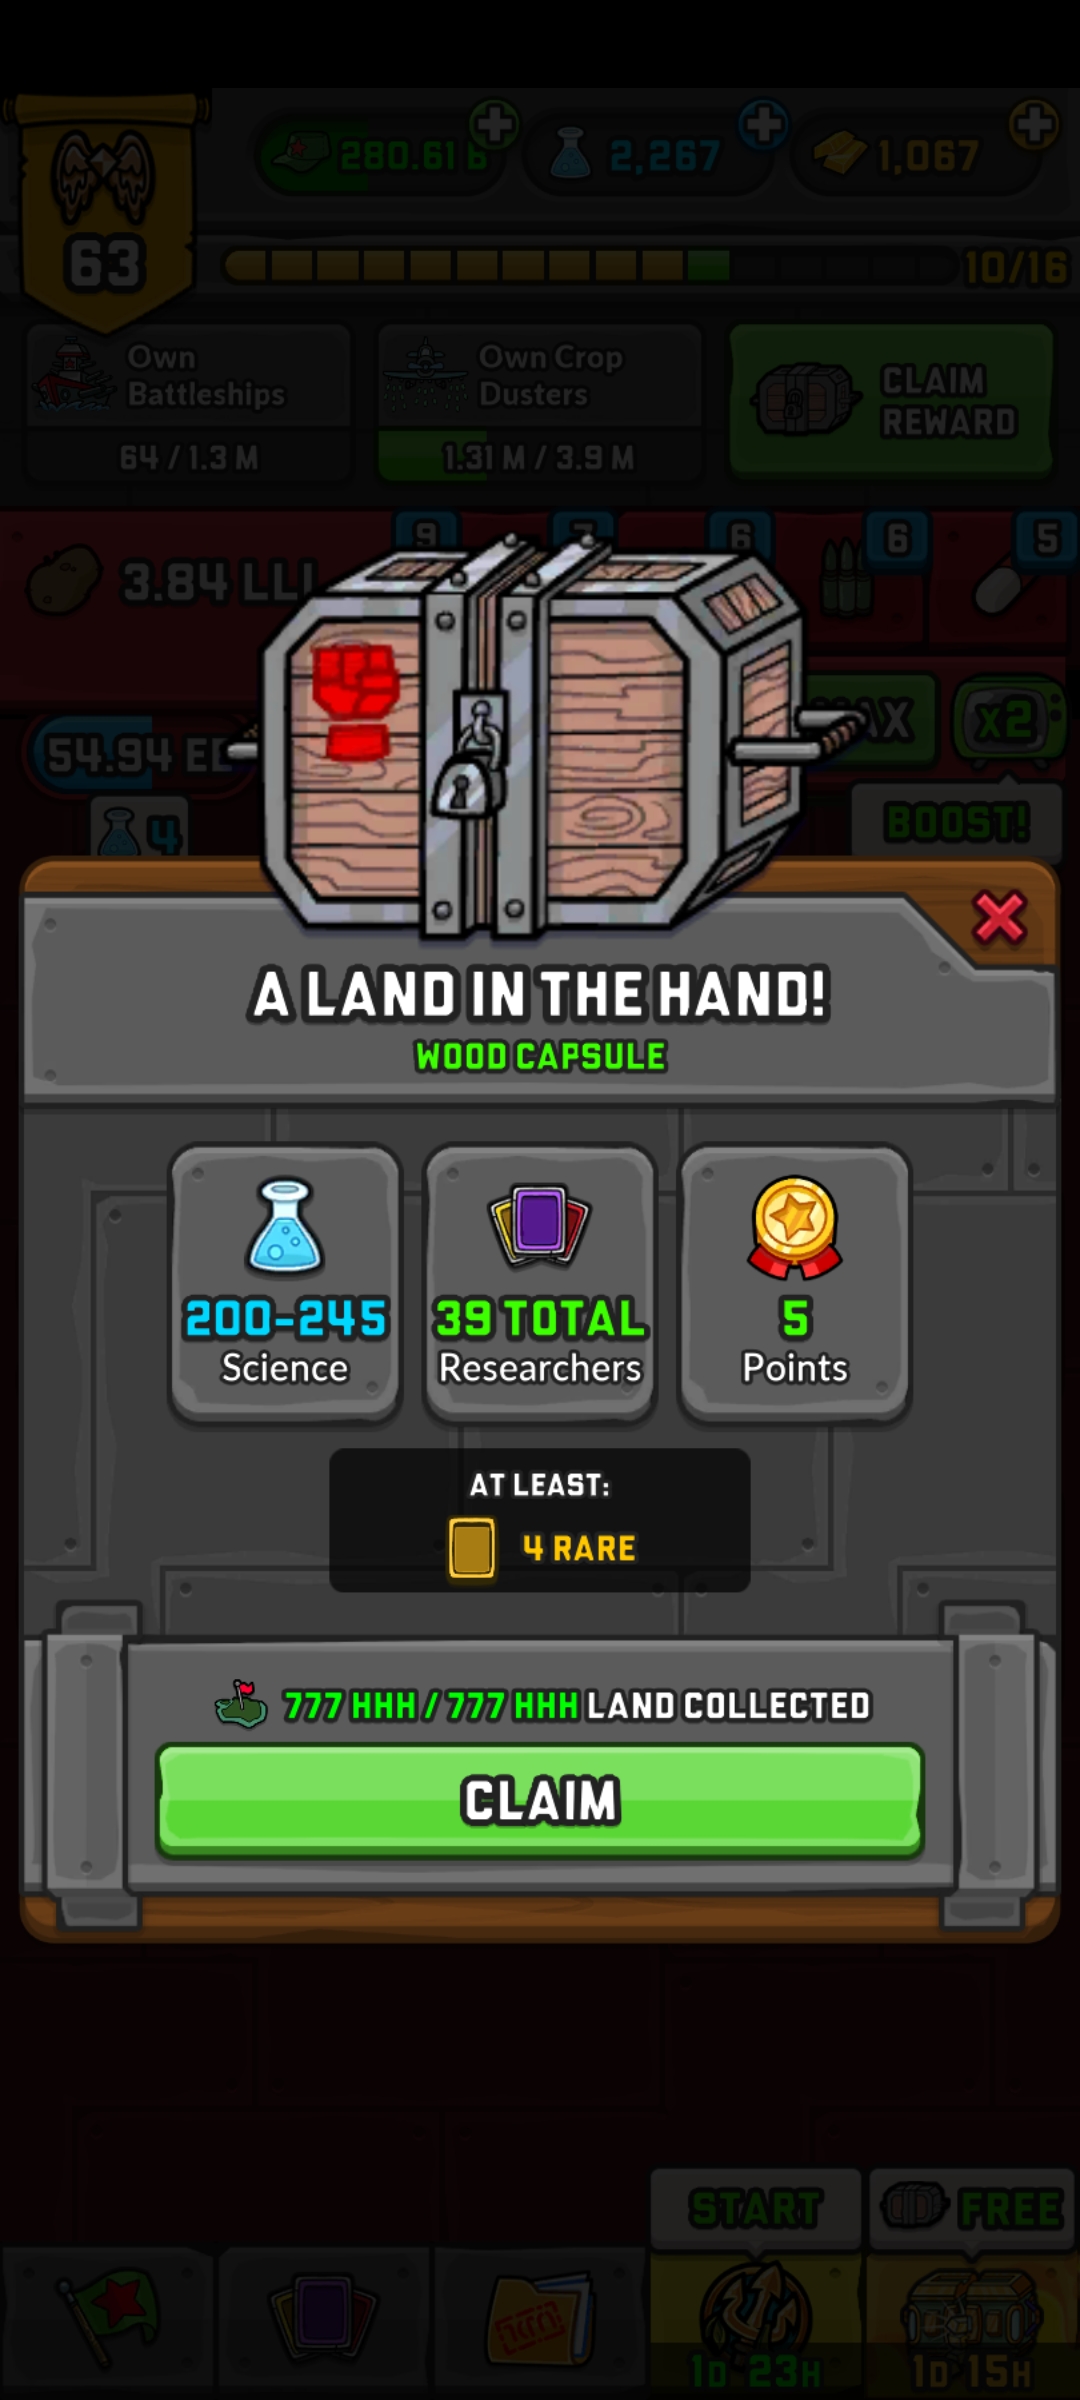 280.61 B
2,267
1,067
63
10/16
Own
Battleships
64 / 1.3 M
Own Crop
Dusters
1.31 M / 3.9 M
CLAIM
REWARD
9
7
6
6
5
3.84 LLL
54.94 EE
MAX
x2
4
BOOST!
A LAND IN THE HAND!
WOOD CAPSULE
200-245
Science
39 TOTAL
Researchers
5
Points
AT LEAST:
4 RARE
777 HHH / 777 HHH LAND COLLECTED
CLAIM
START
FREE
1D 23H
1D 15H